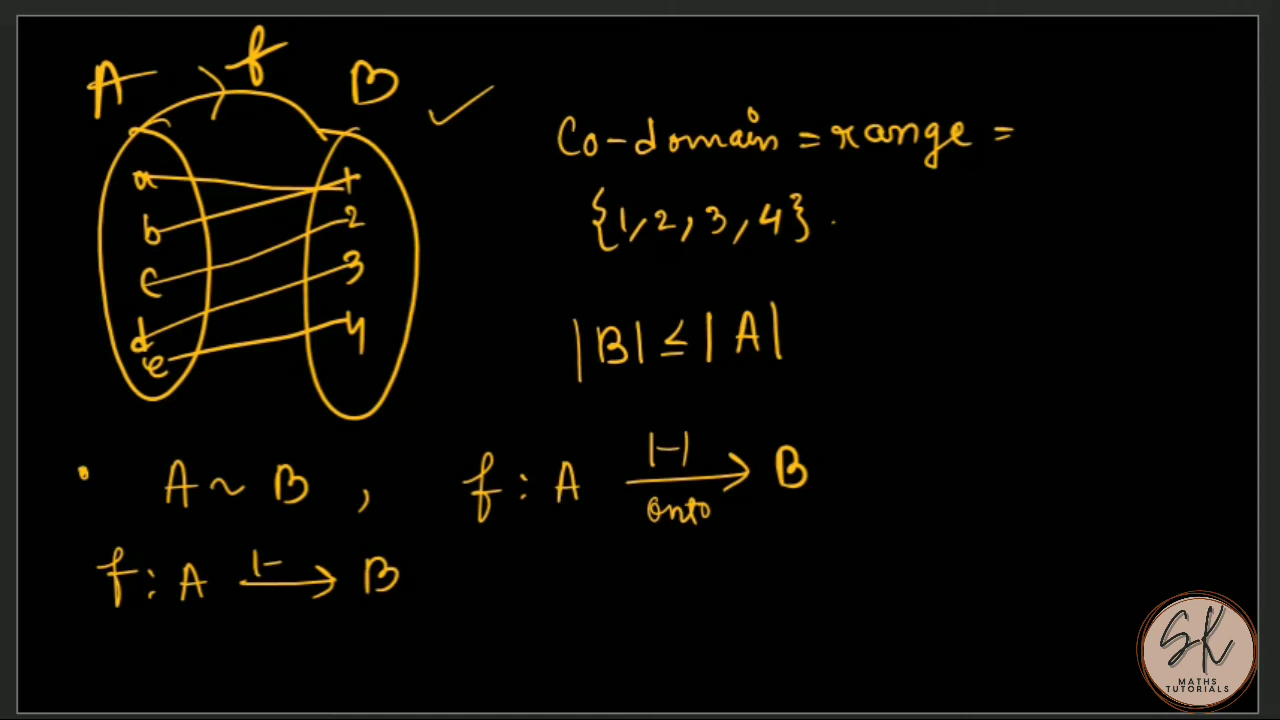 A f B
a 1
b 2
c 3
d 4
e
Co-domain = range =
{1, 2, 3, 4}
|B| ≤ |A|
• A ~ B , f : A 1-1 onto → B
f : A 1- → B
SK
MATHS
TUTORIALS